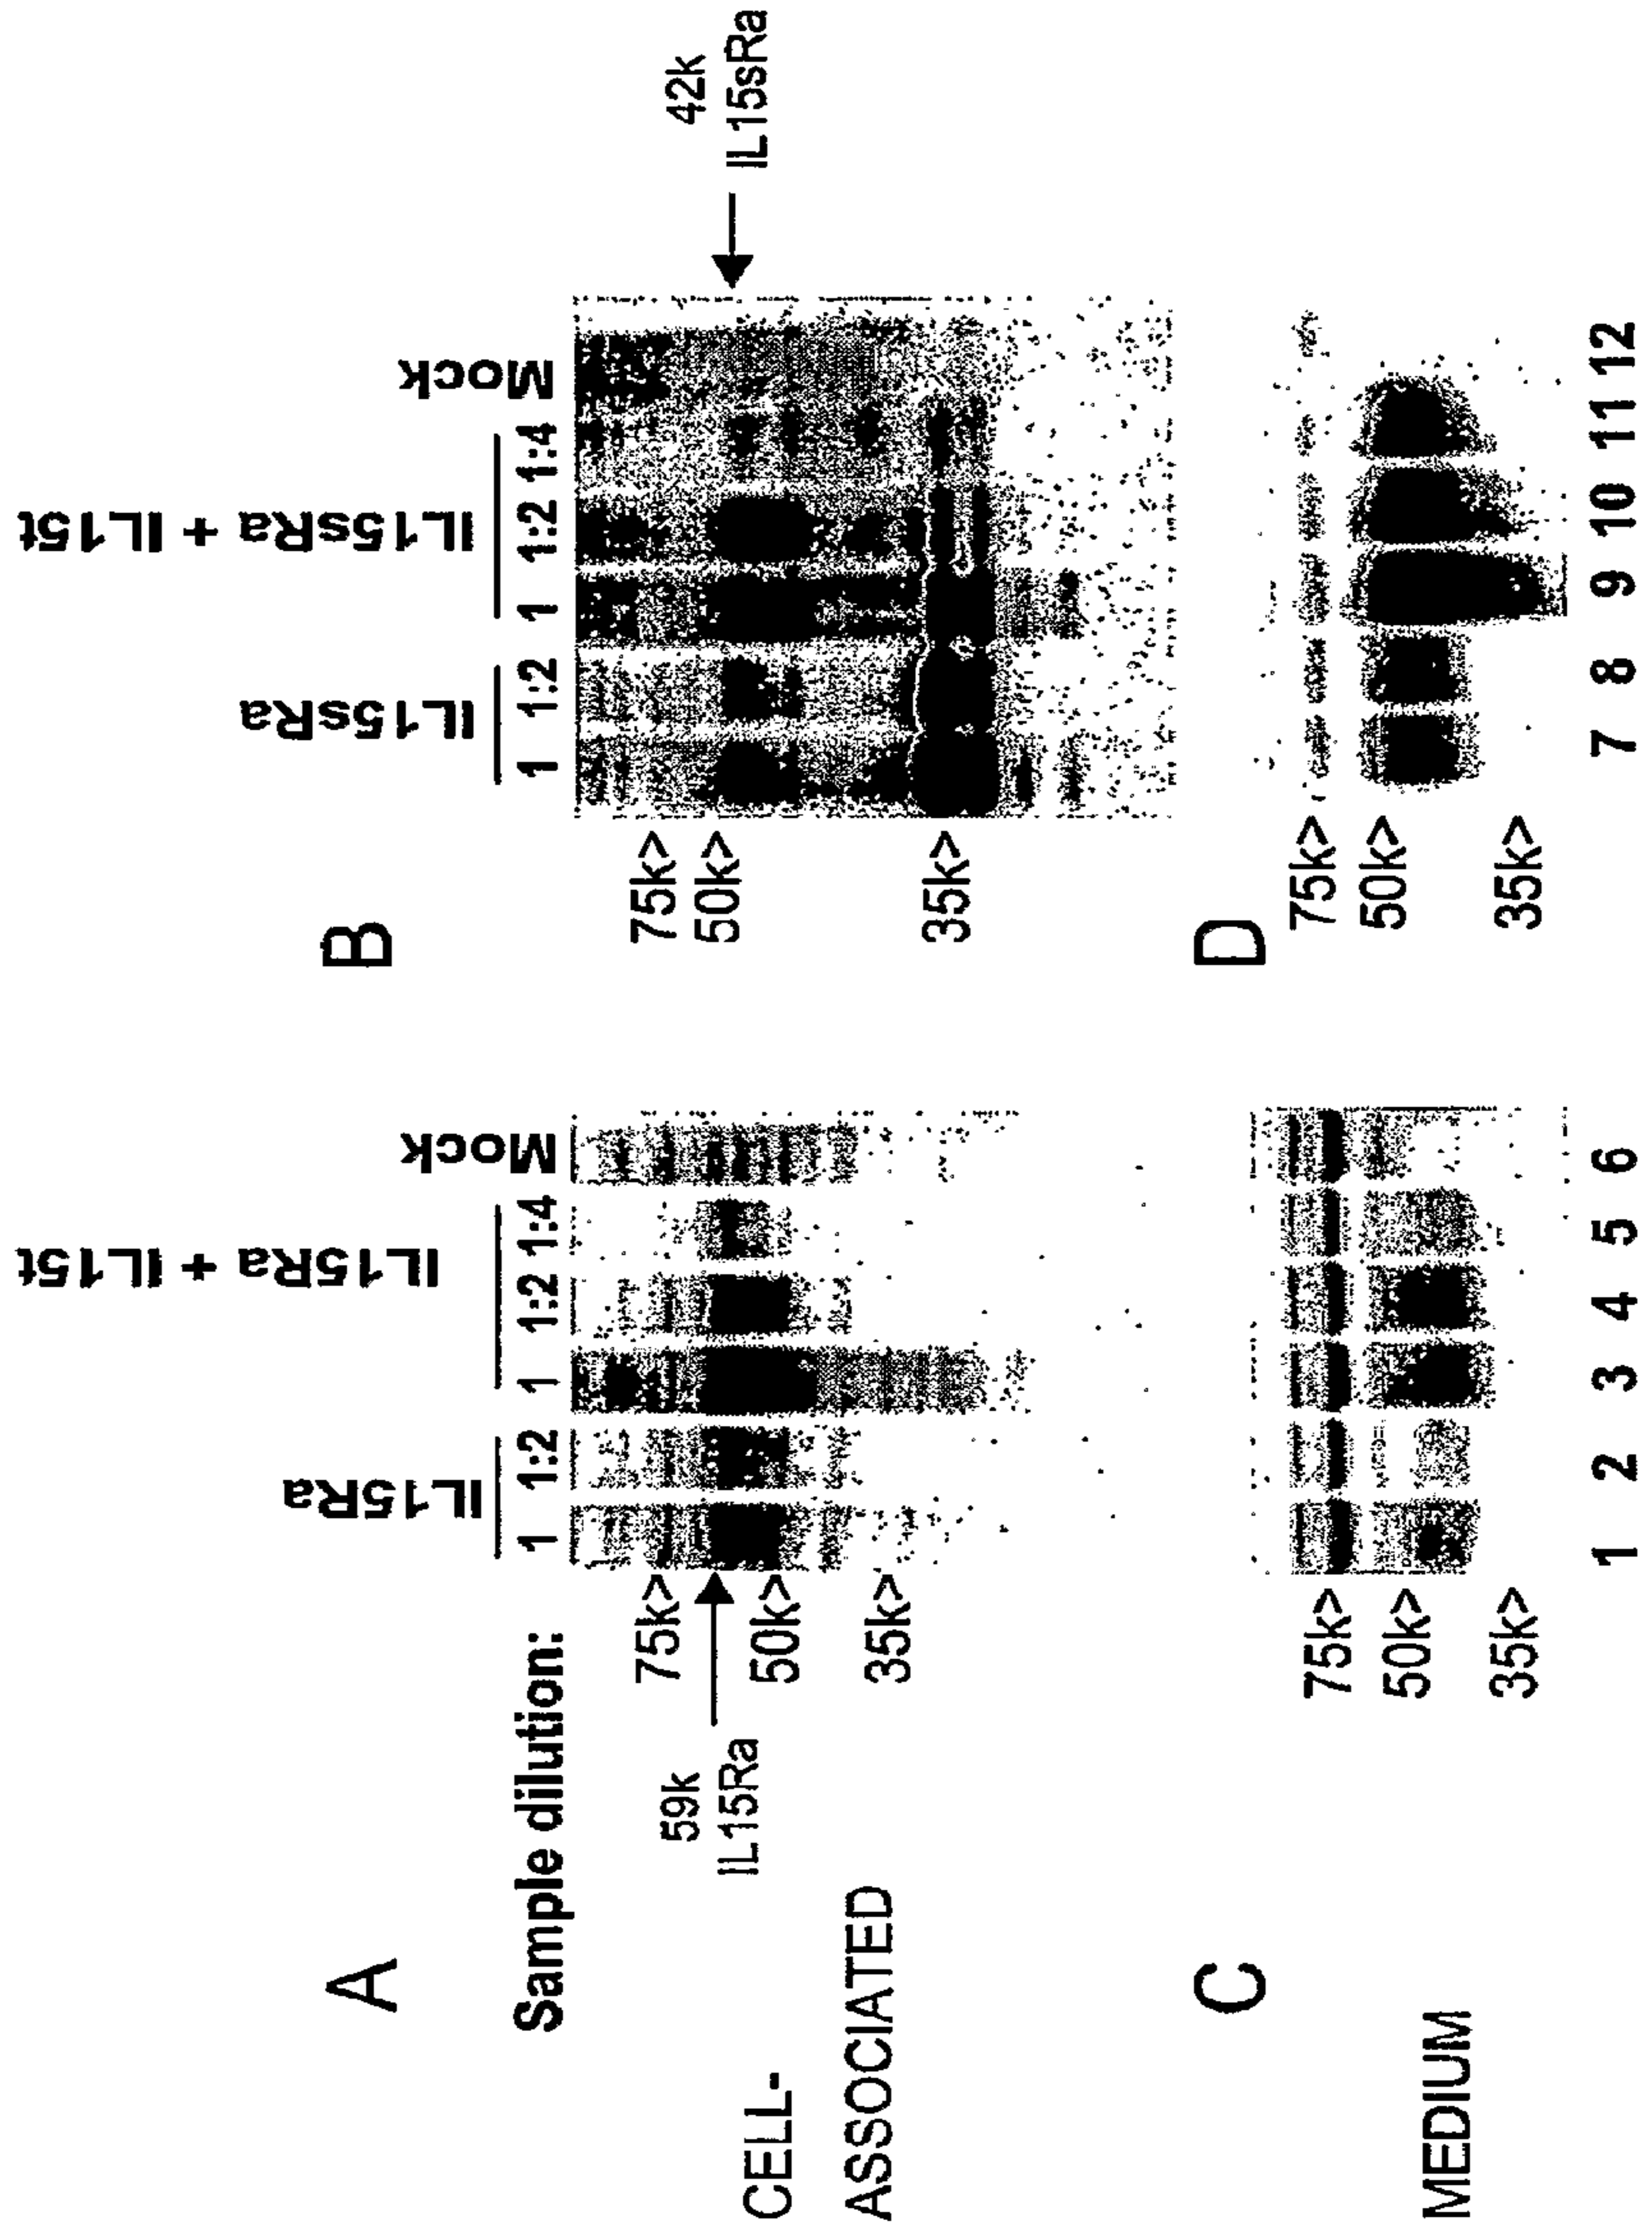 A
IL15Ra
IL15Ra + IL15t
Mock
Sample dilution:
1 1:2 1 1:2 1:4
75k>
59k
IL15Ra
50k>
35k>
CELL-
ASSOCIATED
B
IL15sRa
IL15sRa + IL15t
Mock
1 1:2 1 1:2 1:4
75k>
50k>
35k>
42k
IL15sRa
C
MEDIUM
75k>
50k>
35k>
1 2 3 4 5 6
D
75k>
50k>
35k>
7 8 9 10 11 12